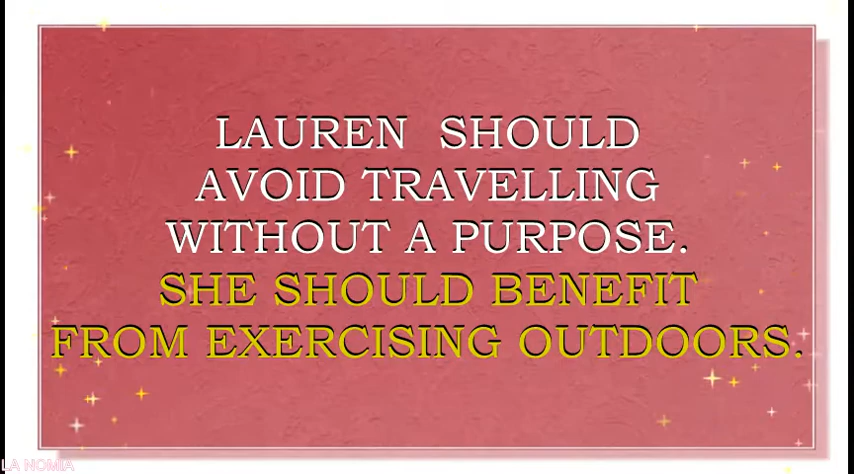 LAUREN SHOULD
AVOID TRAVELLING
WITHOUT A PURPOSE.
SHE SHOULD BENEFIT
FROM EXERCISING OUTDOORS.
LA NOMIA